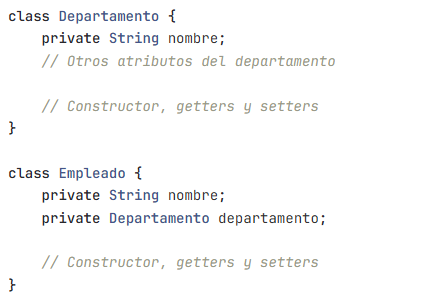 class Departamento {
    private String nombre;
    // Otros atributos del departamento
    // Constructor, getters y setters
}
class Empleado {
    private String nombre;
    private Departamento departamento;
    // Constructor, getters y setters
}